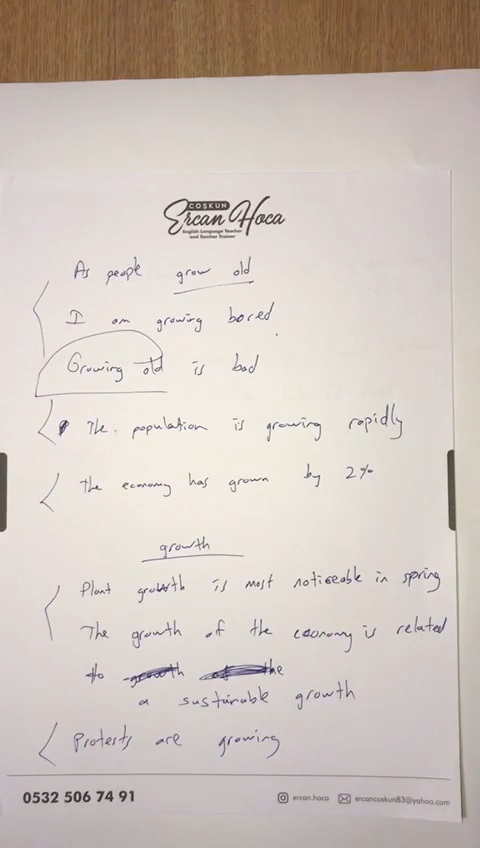 COŞKUN
Ercan Hoca
English Language Teacher
and Teacher Trainer
As people grow old
I am growing bored
Growing old is bad
The population is growing rapidly
The economy has grown by 2%
growth
Plant growth is most noticeable in spring
The growth of the economy is related
to growth of the
a sustainable growth
Protests are growing
0532 506 74 91
ercan.hoca
ercancoskun83@yahoo.com